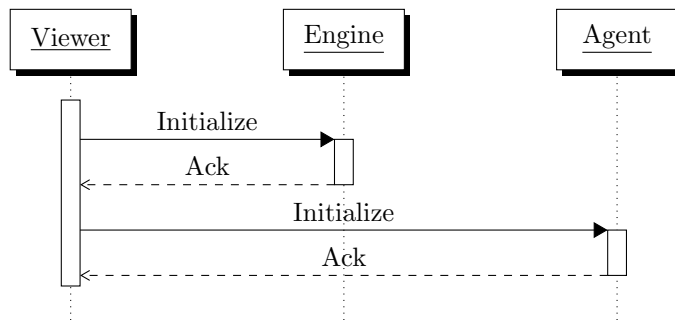 Viewer
Engine
Agent
Initialize
Ack
Initialize
Ack